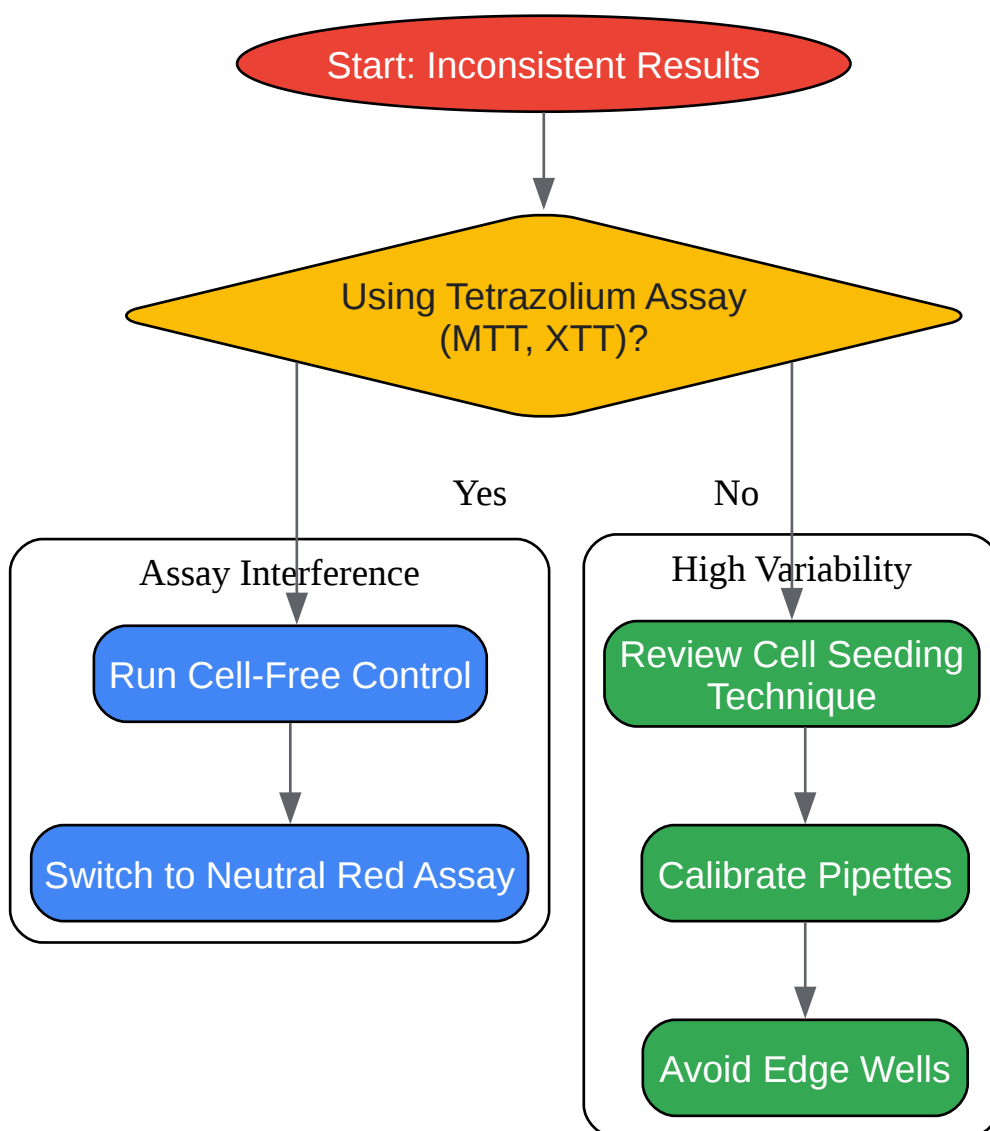 Start: Inconsistent Results
Using Tetrazolium Assay
(MTT, XTT)?
Yes
No
Assay Interference
Run Cell-Free Control
Switch to Neutral Red Assay
High Variability
Review Cell Seeding
Technique
Calibrate Pipettes
Avoid Edge Wells